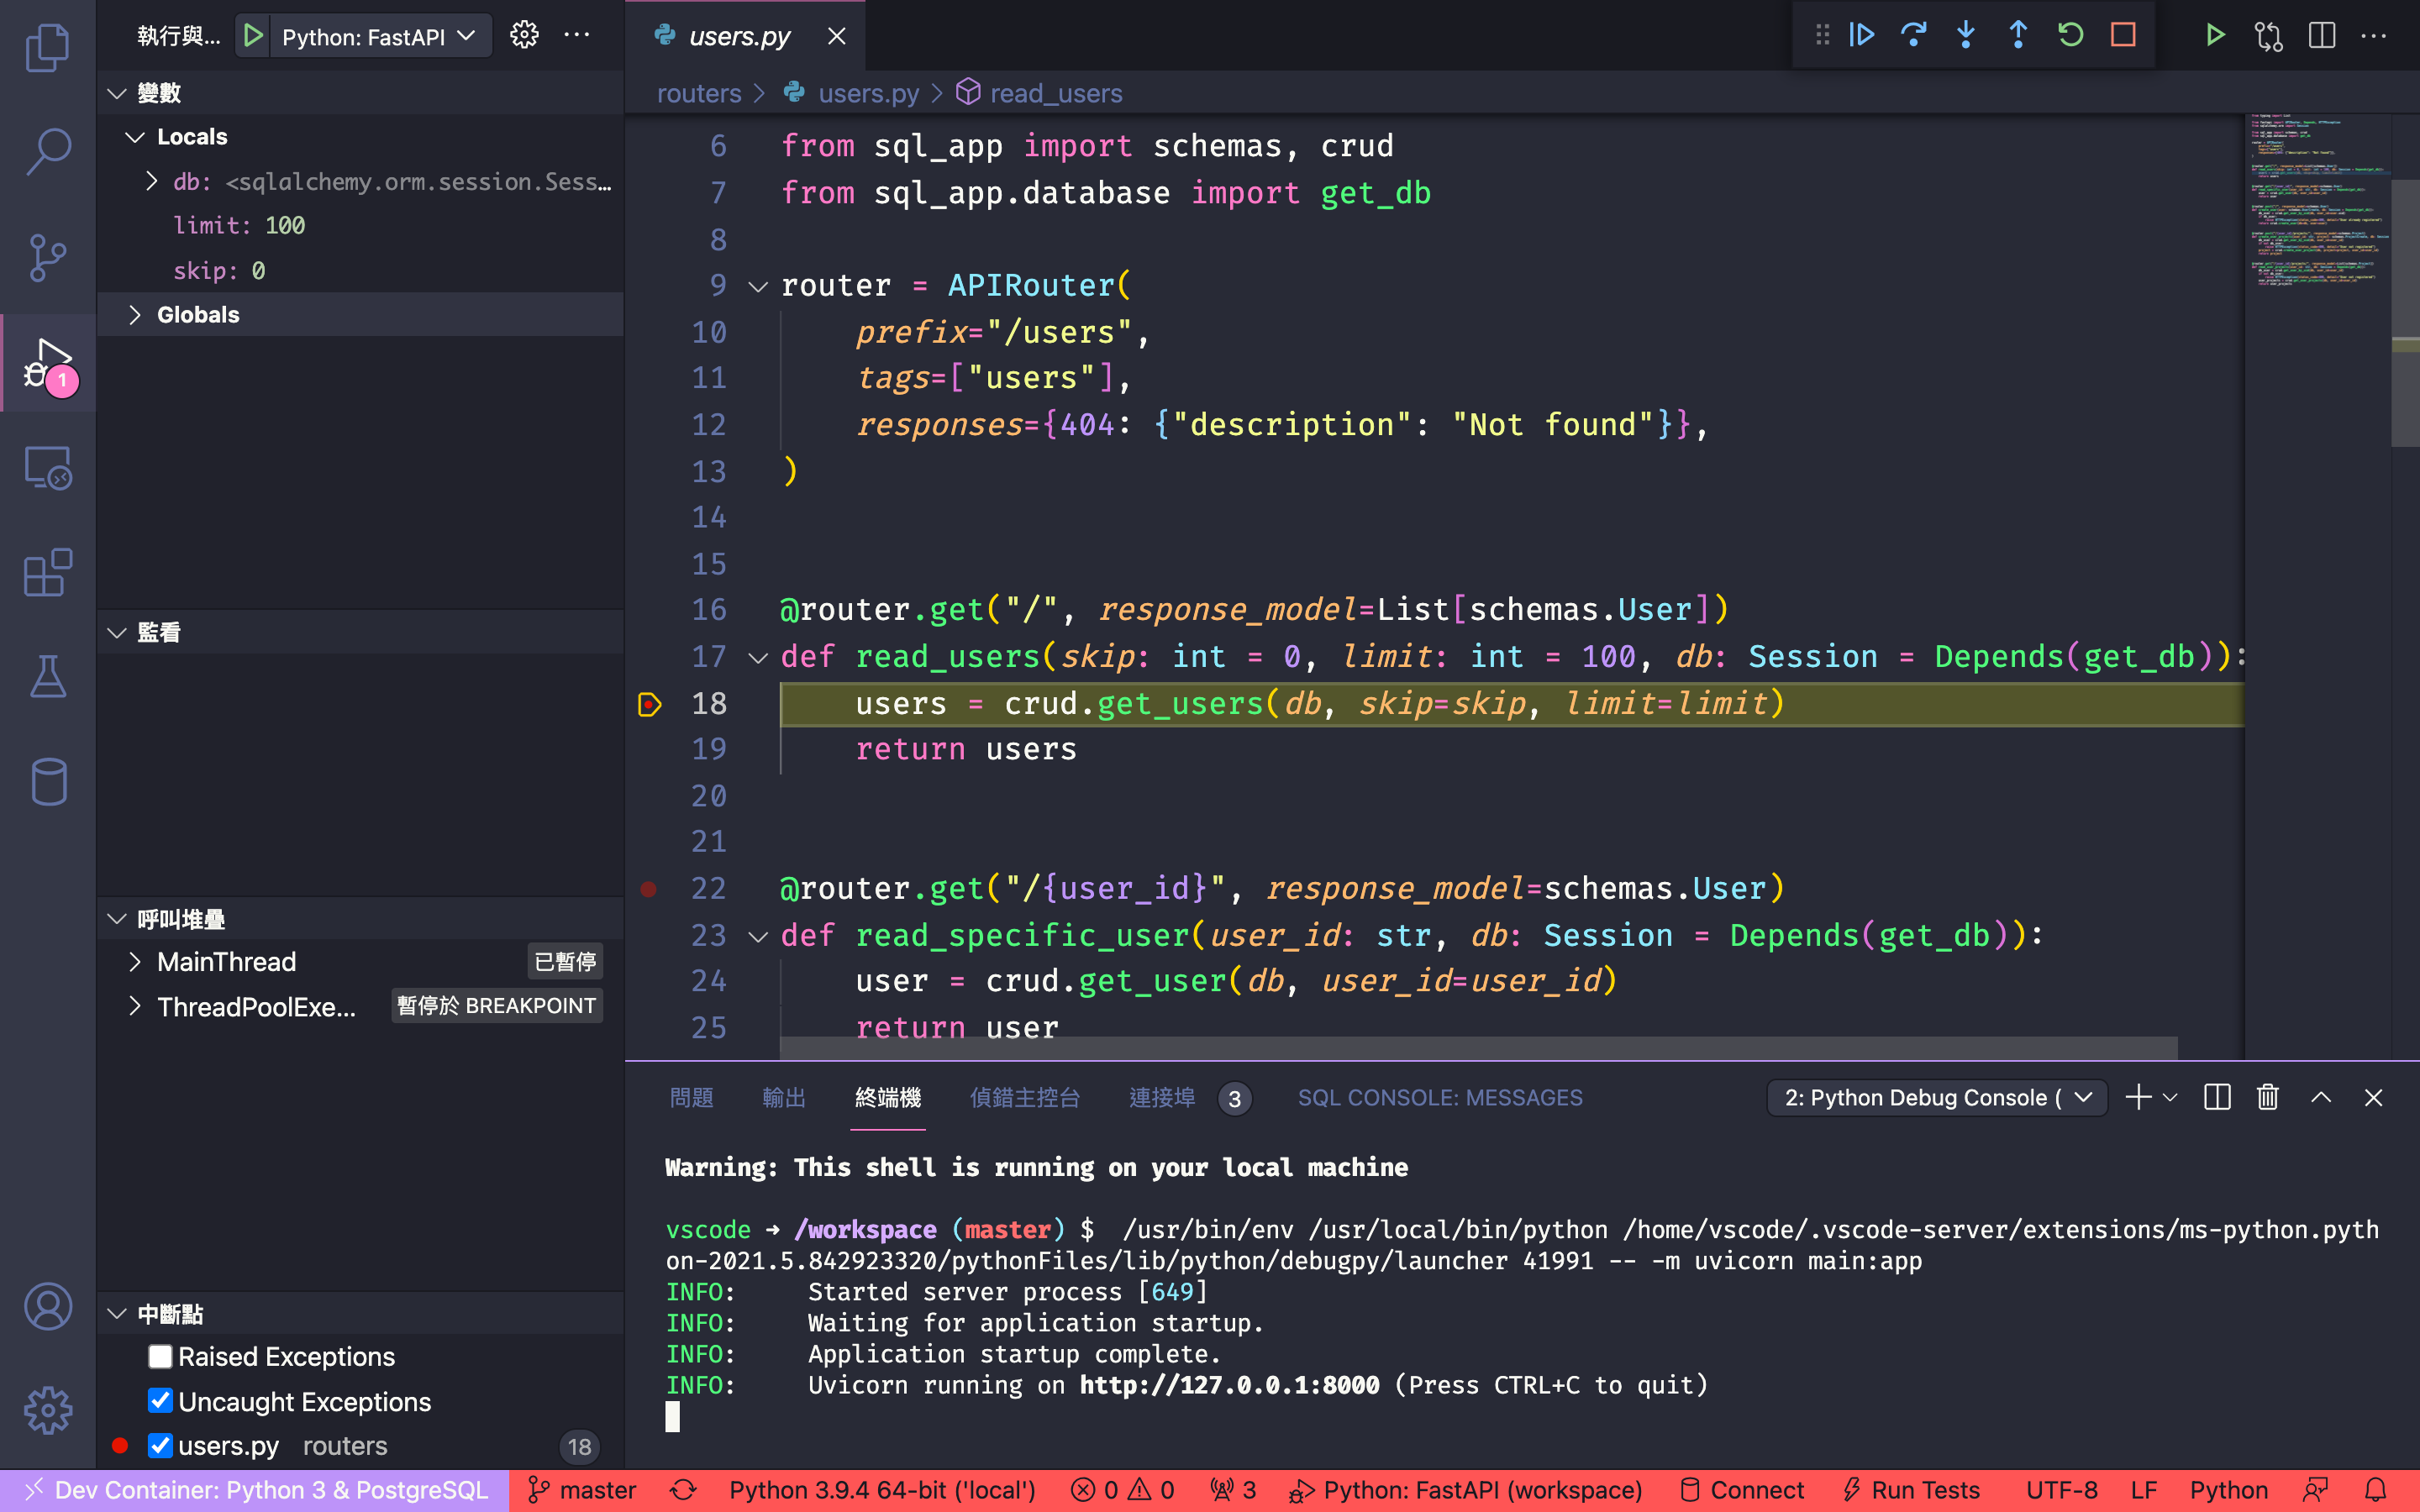 執行與...
Python: FastAPI
變數
Locals
db: <sqlalchemy.orm.session.Sess…
limit: 100
skip: 0
Globals
監看
呼叫堆疊
MainThread
已暫停
ThreadPoolExe...
暫停於 BREAKPOINT
中斷點
Raised Exceptions
Uncaught Exceptions
users.py routers 18
1
users.py
routers > users.py > read_users
6 from sql_app import schemas, crud
7 from sql_app.database import get_db
8
9 router = APIRouter(
10 prefix="/users",
11 tags=["users"],
12 responses={404: {"description": "Not found"}},
13 )
14
15
16 @router.get("/", response_model=List[schemas.User])
17 def read_users(skip: int = 0, limit: int = 100, db: Session = Depends(get_db)):
18 users = crud.get_users(db, skip=skip, limit=limit)
19 return users
20
21
22 @router.get("/{user_id}", response_model=schemas.User)
23 def read_specific_user(user_id: str, db: Session = Depends(get_db)):
24 user = crud.get_user(db, user_id=user_id)
25 return user
問題 輸出 終端機 偵錯主控台 連接埠 3 SQL CONSOLE: MESSAGES 2: Python Debug Console (
Warning: This shell is running on your local machine
vscode → /workspace (master) $ /usr/bin/env /usr/local/bin/python /home/vscode/.vscode-server/extensions/ms-python.pyth
on-2021.5.842923320/pythonFiles/lib/python/debugpy/launcher 41991 -- -m uvicorn main:app
INFO: Started server process [649]
INFO: Waiting for application startup.
INFO: Application startup complete.
INFO: Uvicorn running on http://127.0.0.1:8000 (Press CTRL+C to quit)
Dev Container: Python 3 & PostgreSQL master Python 3.9.4 64-bit ('local') 0 0 3 Python: FastAPI (workspace) Connect Run Tests UTF-8 LF Python